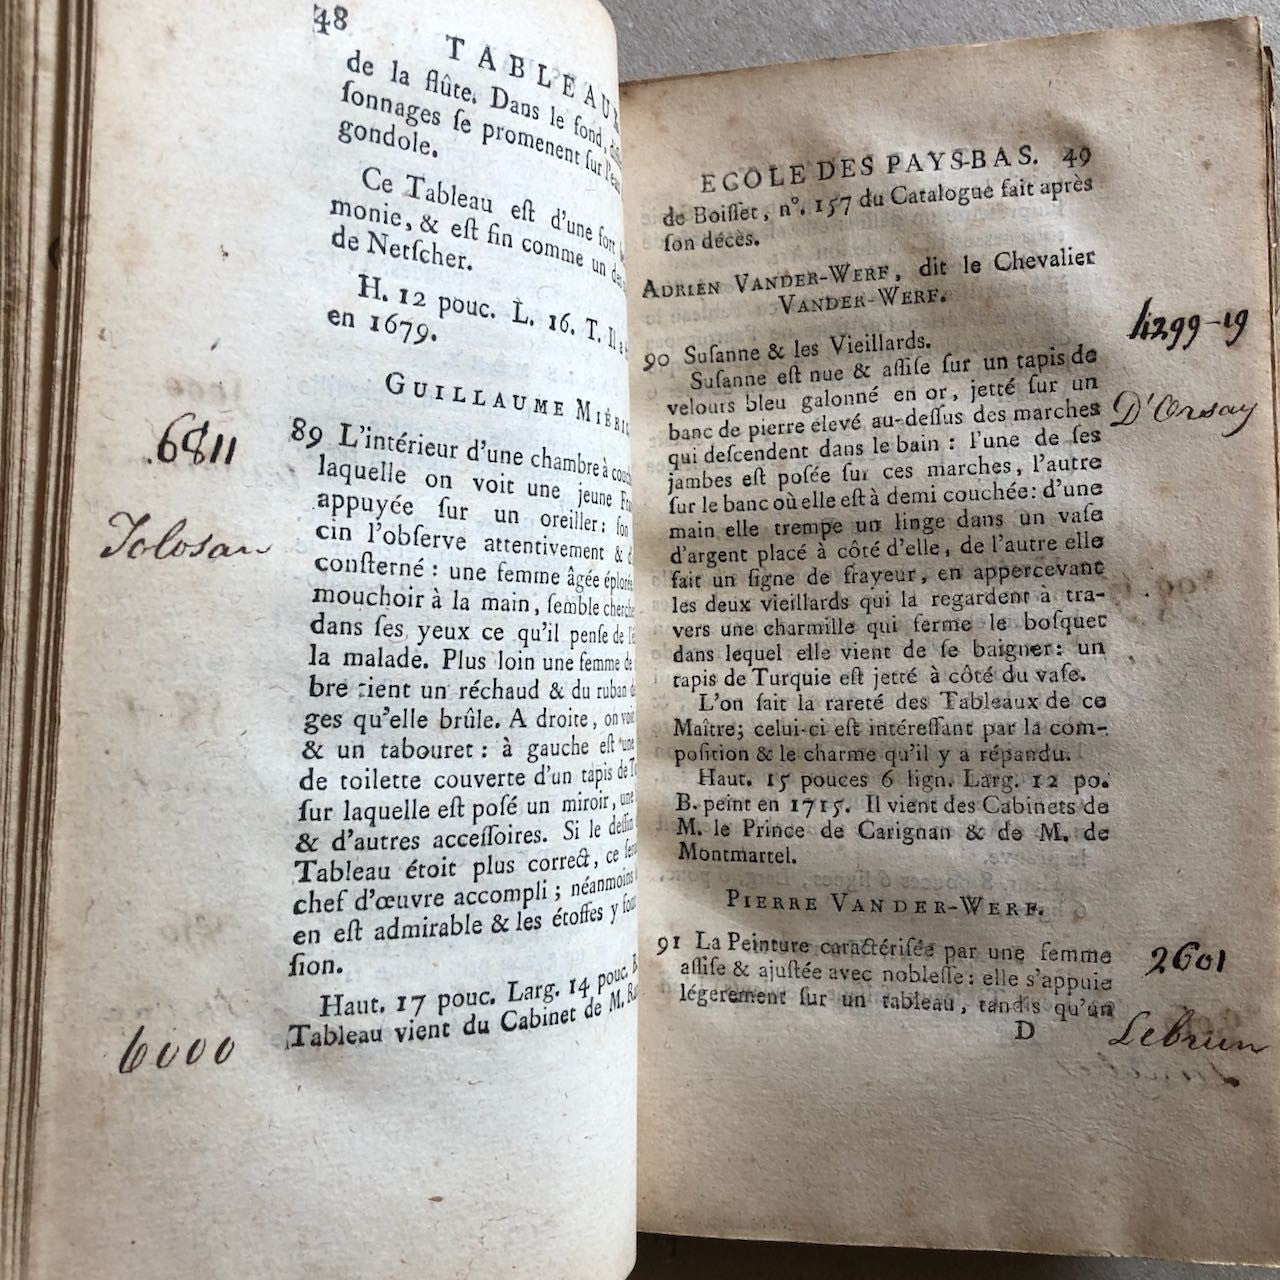 48
TABLEAUX
de la flûte. Dans le fond,
ſonnages ſe promenent ſur l'eau
gondole.
Ce Tableau eſt d'une fort
monie, & eſt fin comme un
de Netſcher.
H. 12 pouc. L. 16. T. Il a
en 1679.
GUILLAUME MIÉRIS
.6811
89 L'intérieur d'une chambre à
laquelle on voit une jeune
appuyée ſur un oreiller : ſon
Tolosan
cin l'obſerve attentivement &
conſterné : une femme âgée éplorée
mouchoir à la main, ſemble
dans ſes yeux ce qu'il penſe de
la malade. Plus loin une femme de
bre tient un réchaud & du ruban
ges qu'elle brûle. A droite, on voit
& un tabouret : à gauche eſt une
de toilette couverte d'un tapis de
ſur laquelle eſt poſé un miroir, une
& d'autres acceſſoires. Si le deſſin
Tableau étoit plus correct, ce
chef d'œuvre accompli ; néanmoins
en eſt admirable & les étoffes y
ſion.
Haut. 17 pouc. Larg. 14 pouc. B.
Tableau vient du Cabinet de M.
6000
ECOLE DES PAYS-BAS. 49
de Boiſſet, nº. 157 du Catalogue fait après
ſon décès.
ADRIEN VANDER-WERF, dit le Chevalier
VANDER-WERF.
4299-19
90 Suſanne & les Vieillards.
Suſanne eſt nue & aſſiſe ſur un tapis de
velours bleu galonné en or, jetté ſur un
banc de pierre élevé au-deſſus des marches
D'Orsay
qui deſcendent dans le bain : l'une de ſes
jambes eſt poſée ſur ces marches, l'autre
ſur le banc où elle eſt à demi couchée : d'une
main elle trempe un linge dans un vaſe
d'argent placé à côté d'elle, de l'autre elle
fait un ſigne de frayeur, en appercevant
les deux vieillards qui la regardent à tra-
vers une charmille qui ferme le boſquet
dans lequel elle vient de ſe baigner : un
tapis de Turquie eſt jetté à côté du vaſe.
L'on ſait la rareté des Tableaux de ce
Maître ; celui-ci eſt intéreſſant par la com-
poſition & le charme qu'il y a répandu.
Haut. 15 pouces 6 lign. Larg. 12 po.
B. peint en 1715. Il vient des Cabinets de
M. le Prince de Carignan & de M. de
Montmartel.
PIERRE VANDER-WERF.
91 La Peinture caractériſée par une femme
2601
aſſiſe & ajuſtée avec nobleſſe : elle s'appuie
légerement ſur un tableau, tandis qu'un
D
Lebrun